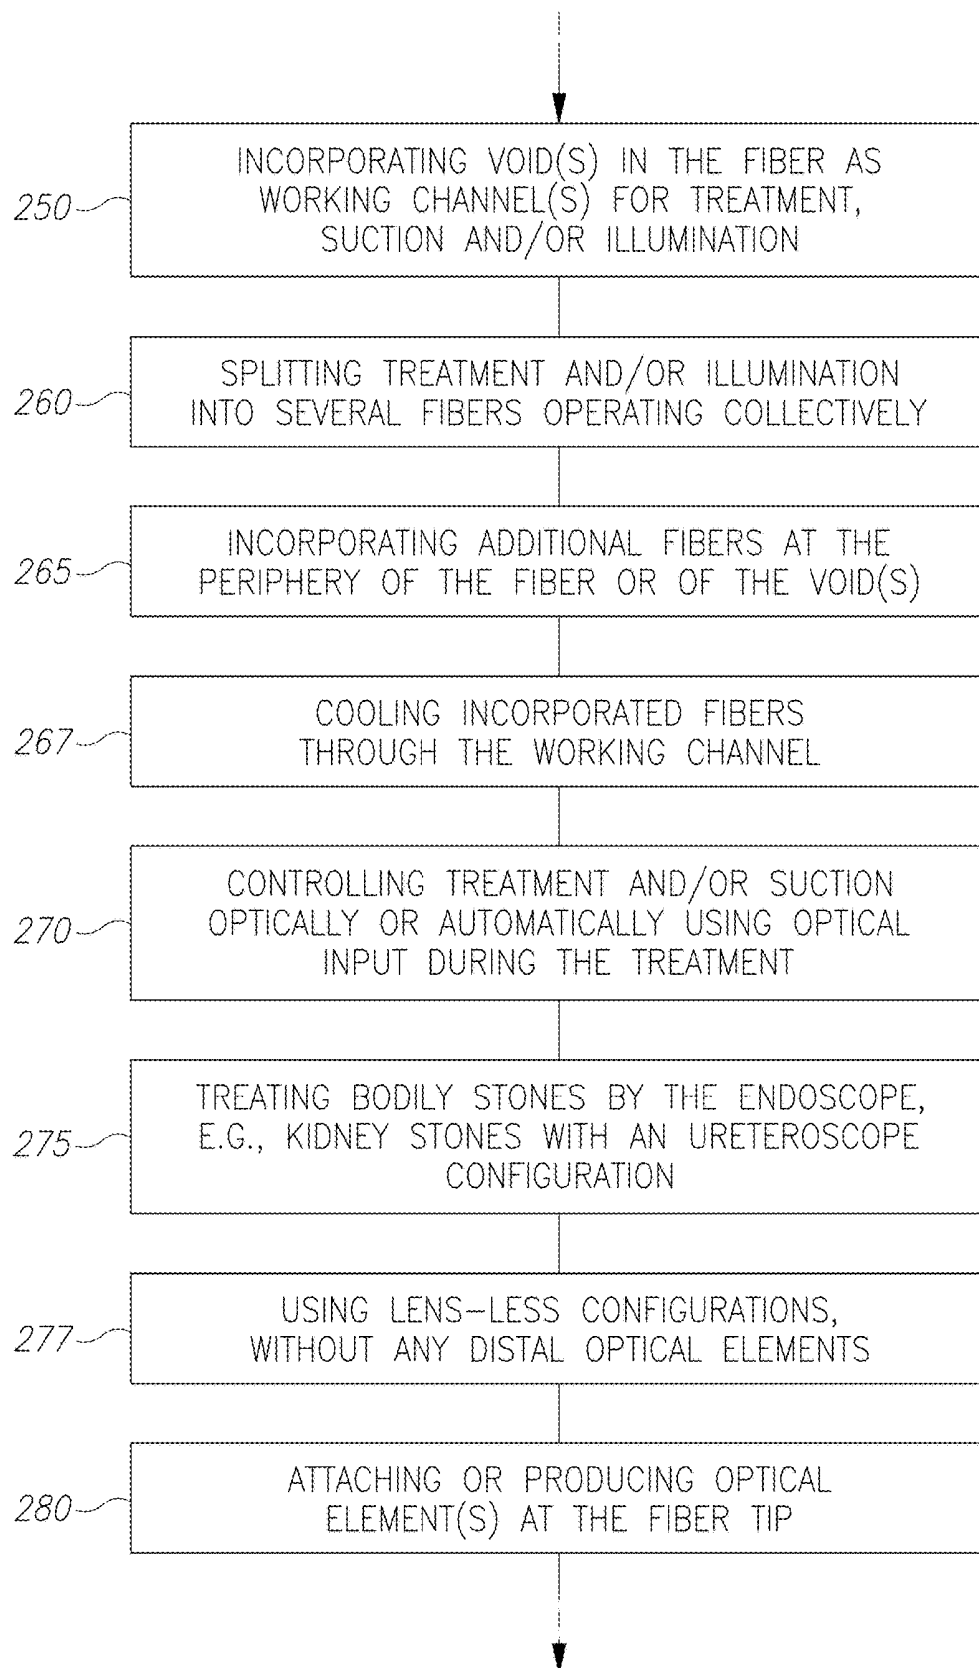 250
INCORPORATING VOID(S) IN THE FIBER AS
WORKING CHANNEL(S) FOR TREATMENT,
SUCTION AND/OR ILLUMINATION
260
SPLITTING TREATMENT AND/OR ILLUMINATION
INTO SEVERAL FIBERS OPERATING COLLECTIVELY
265
INCORPORATING ADDITIONAL FIBERS AT THE
PERIPHERY OF THE FIBER OR OF THE VOID(S)
267
COOLING INCORPORATED FIBERS
THROUGH THE WORKING CHANNEL
270
CONTROLLING TREATMENT AND/OR SUCTION
OPTICALLY OR AUTOMATICALLY USING OPTICAL
INPUT DURING THE TREATMENT
275
TREATING BODILY STONES BY THE ENDOSCOPE,
E.G., KIDNEY STONES WITH AN URETEROSCOPE
CONFIGURATION
277
USING LENS-LESS CONFIGURATIONS,
WITHOUT ANY DISTAL OPTICAL ELEMENTS
280
ATTACHING OR PRODUCING OPTICAL
ELEMENT(S) AT THE FIBER TIP